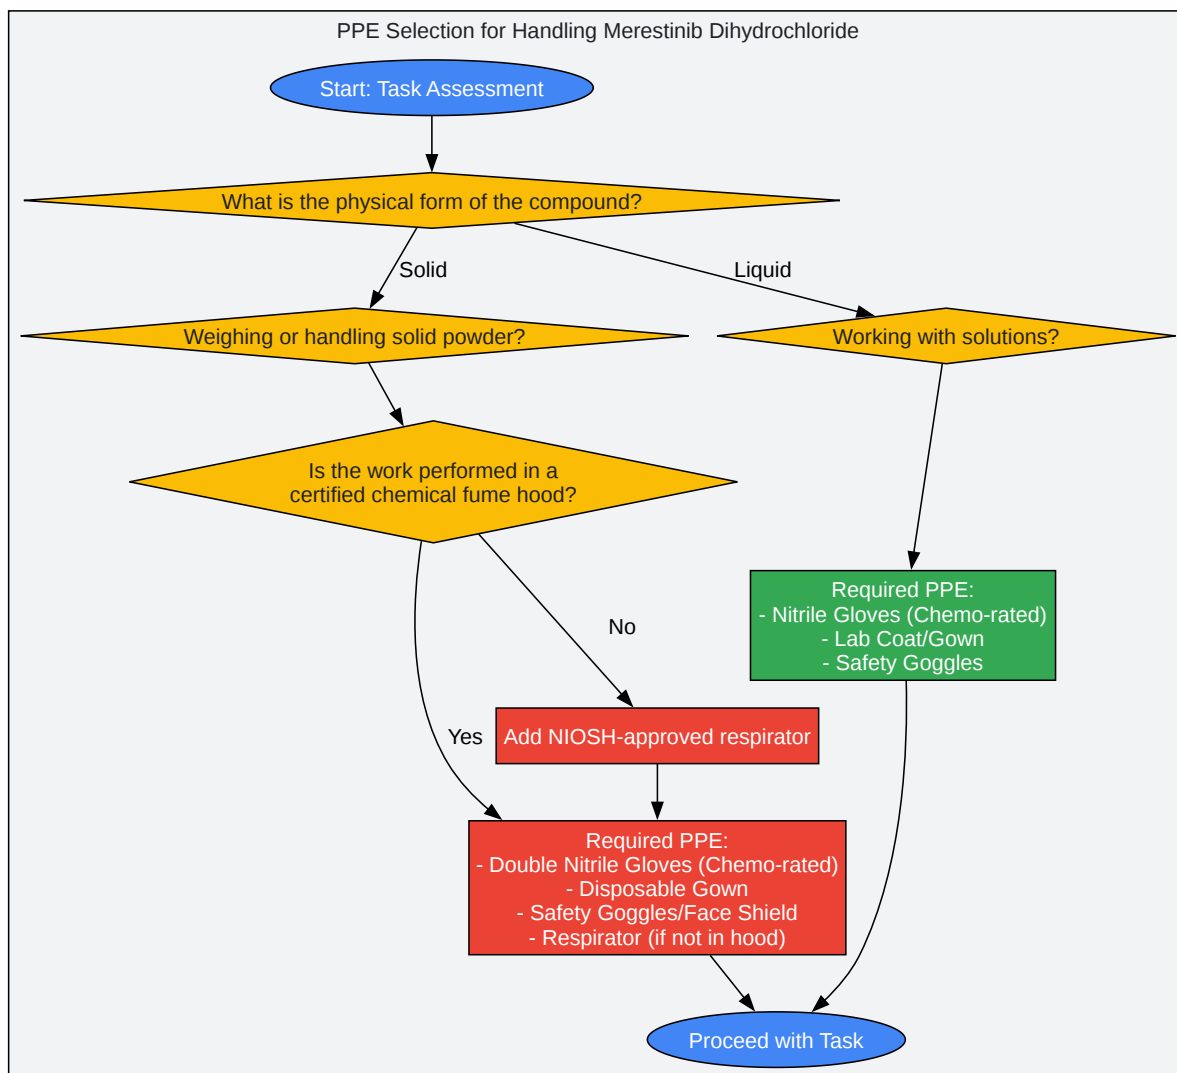 PPE Selection for Handling Merestinib Dihydrochloride
Start: Task Assessment
What is the physical form of the compound?
Solid
Liquid
Weighing or handling solid powder?
Working with solutions?
Is the work performed in a
certified chemical fume hood?
Required PPE:
- Nitrile Gloves (Chemo-rated)
- Lab Coat/Gown
- Safety Goggles
No
Yes
Add NIOSH-approved respirator
Required PPE:
- Double Nitrile Gloves (Chemo-rated)
- Disposable Gown
- Safety Goggles/Face Shield
- Respirator (if not in hood)
Proceed with Task